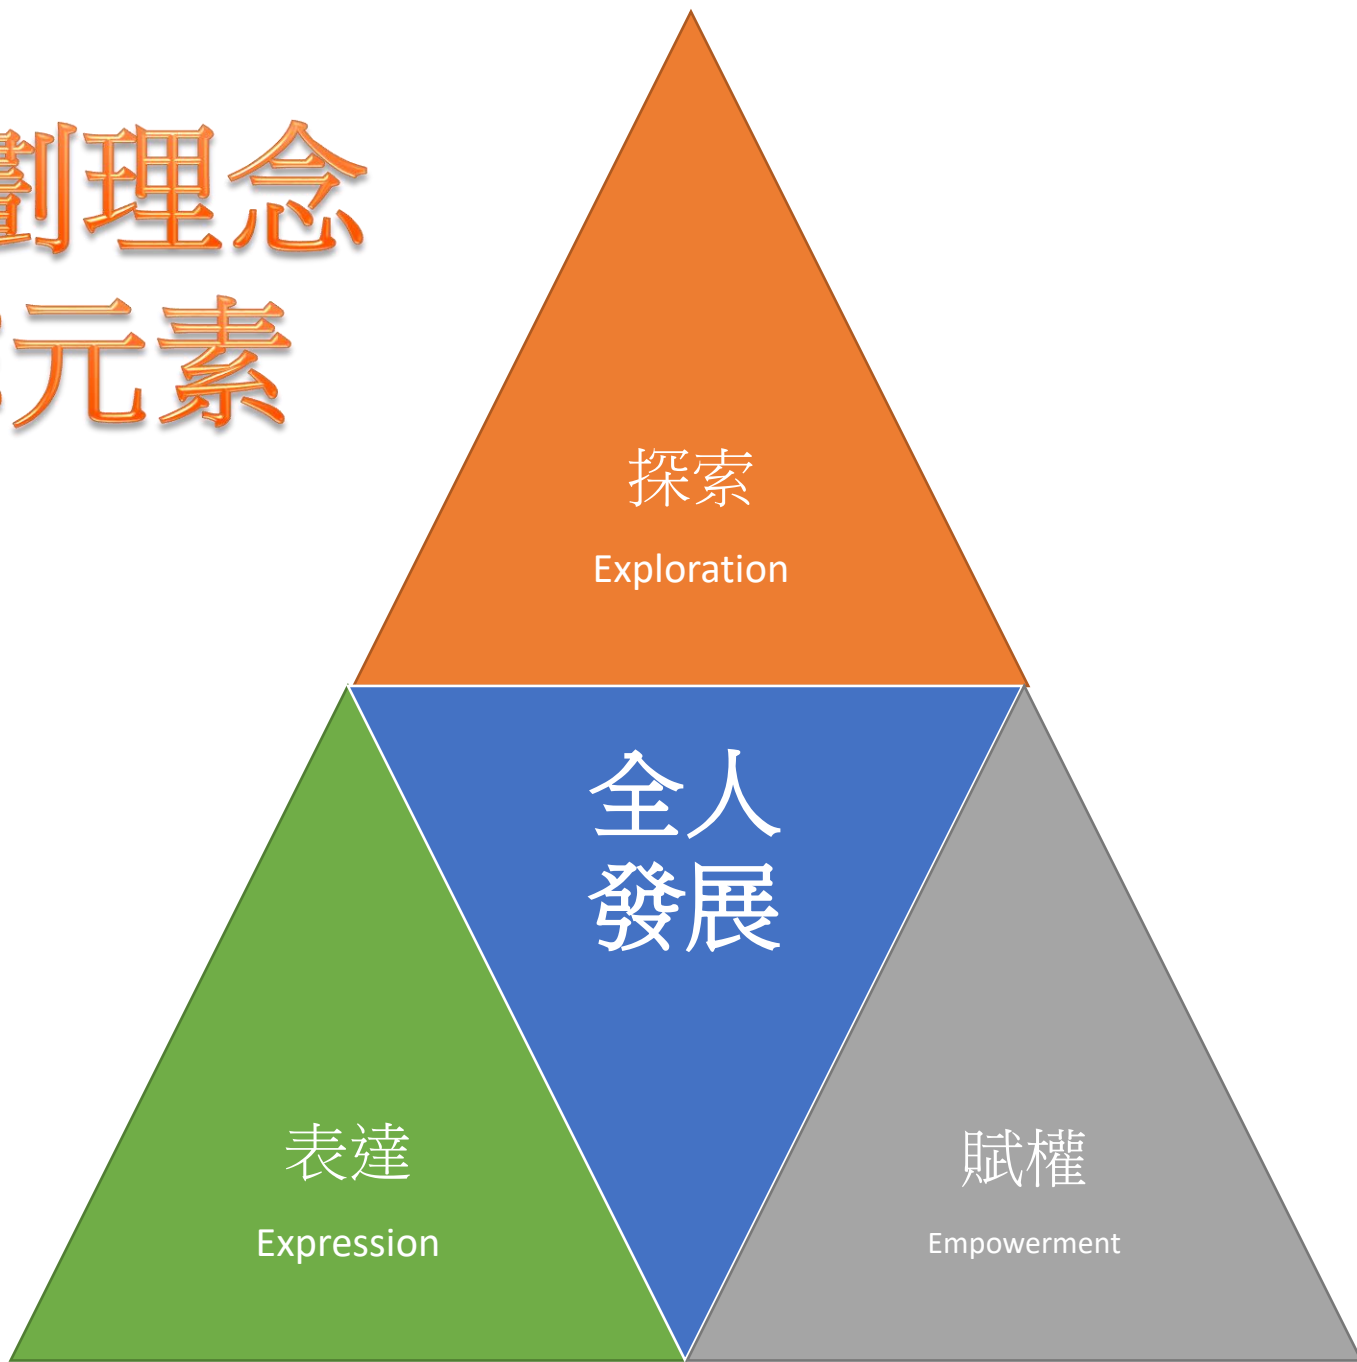 劃理念
元素
探索
Exploration
全人
發展
表達
Expression
賦權
Empowerment